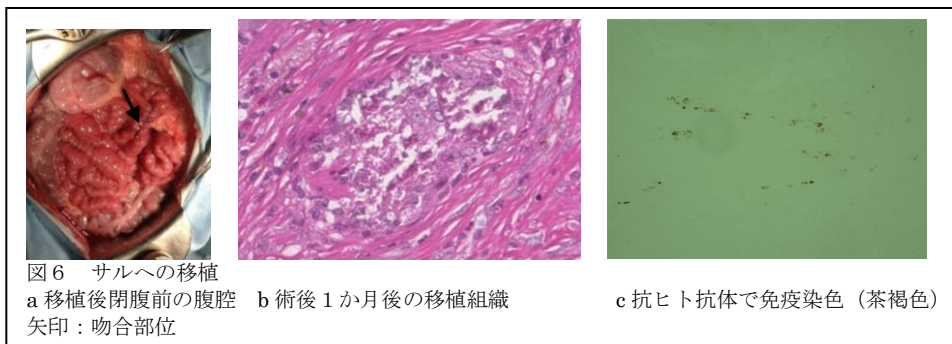 図6 サルへの移植
a 移植後閉腹前の腹腔 b 術後1か月後の移植組織 c 抗ヒト抗体で免疫染色（茶褐色）
矢印：吻合部位